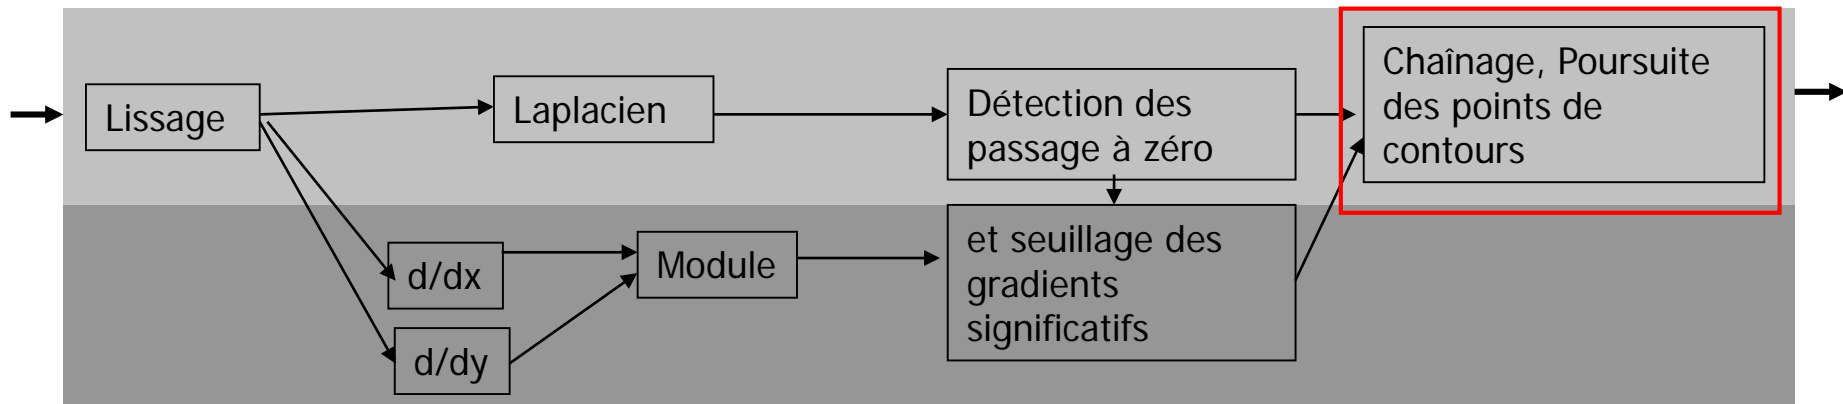 Lissage
Laplacien
Détection des
passage à zéro
Chaînage, Poursuite
des points de
contours
d/dx
d/dy
Module
et seuillage des
gradients
significatifs